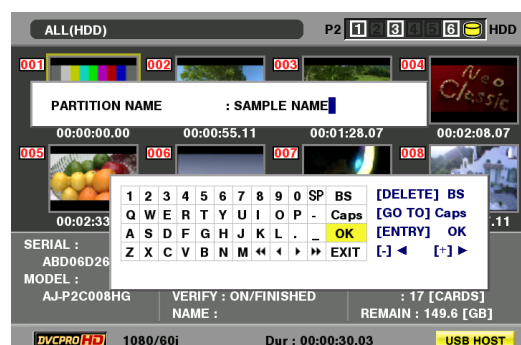 ALL(HDD) P2 1 2 3 4 5 6 HDD
001 002 003 004
Neo Classic
PARTITION NAME : SAMPLE NAME
00:00:00.00 00:00:55.11 00:01:28.07 00:02:08.07
005 006 007 008
1 2 3 4 5 6 7 8 9 0 SP BS [DELETE] BS
Q W E R T Y U I O P - Caps [GO TO] Caps
A S D F G H J K L . _ OK [ENTRY] OK
Z X C V B N M ◀◀ ◀ ▶ ▶▶ EXIT [-] ◀ [+] ▶
00:02:33 .11
SERIAL :
ABD06D26
MODEL :
AJ-P2C008HG VERIFY : ON/FINISHED : 17 [CARDS]
NAME : REMAIN : 149.6 [GB]
DVCPRO HD 1080/60i Dur : 00:00:30.03 USB HOST